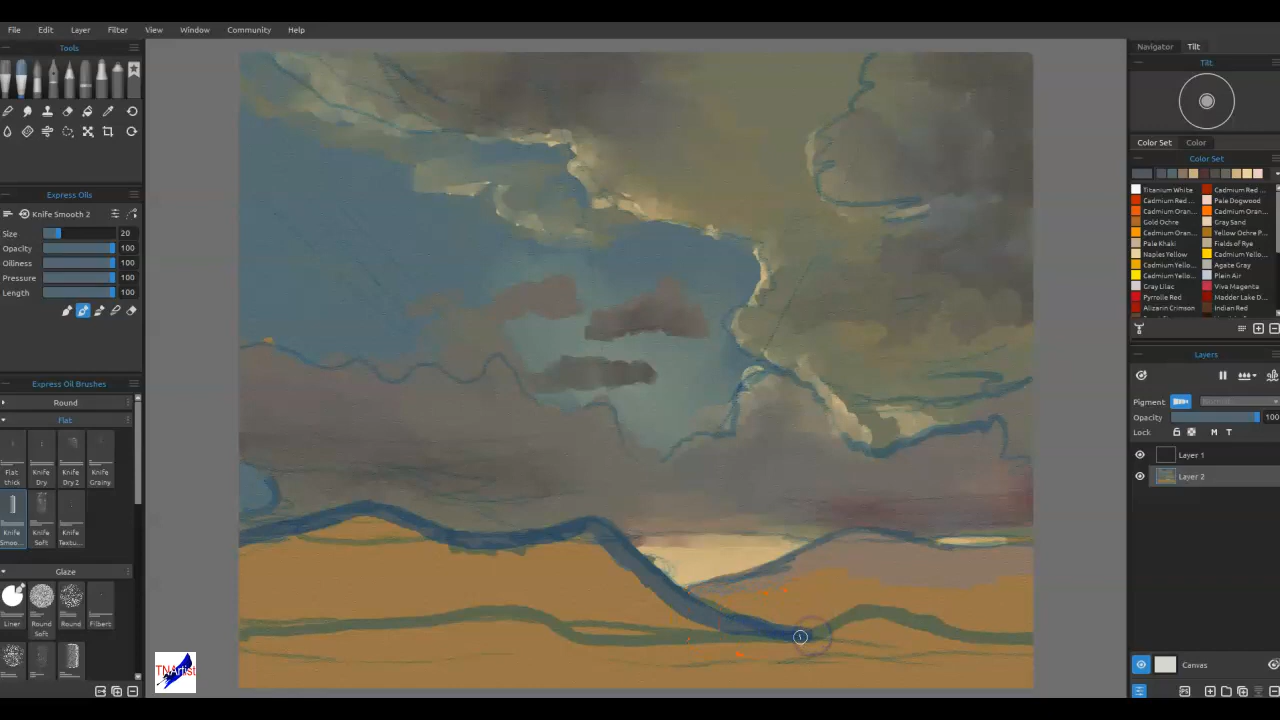 File Edit Layer Filter View Window Community Help
Tools
Navigator Tilt
Tilt
Express Oils
Knife Smooth 2
Size 20
Opacity 100
Oiliness 100
Pressure 100
Length 100
Express Oil Brushes
Round
Flat
Flat thick
Knife Dry
Knife Dry 2
Knife Grainy
Knife Smoo...
Knife Soft
Knife Textu...
Glaze
Liner
Round Soft
Round
Filbert
TNArtist
Color Set Color
Color Set
Titanium White Cadmium Red ...
Cadmium Red ... Pale Dogwood
Cadmium Oran... Cadmium Oran...
Gold Ochre Gray Sand
Cadmium Oran... Yellow Ochre P...
Pale Khaki Fields of Rye
Naples Yellow Cadmium Yello...
Cadmium Yello... Agate Gray
Cadmium Yello... Plain Air
Gray Lilac Viva Magenta
Pyrrolle Red Madder Lake D...
Alizarin Crimson Indian Red
Layers
Pigment
Opacity 100
Lock M T
Layer 1
Layer 2
Canvas
PS